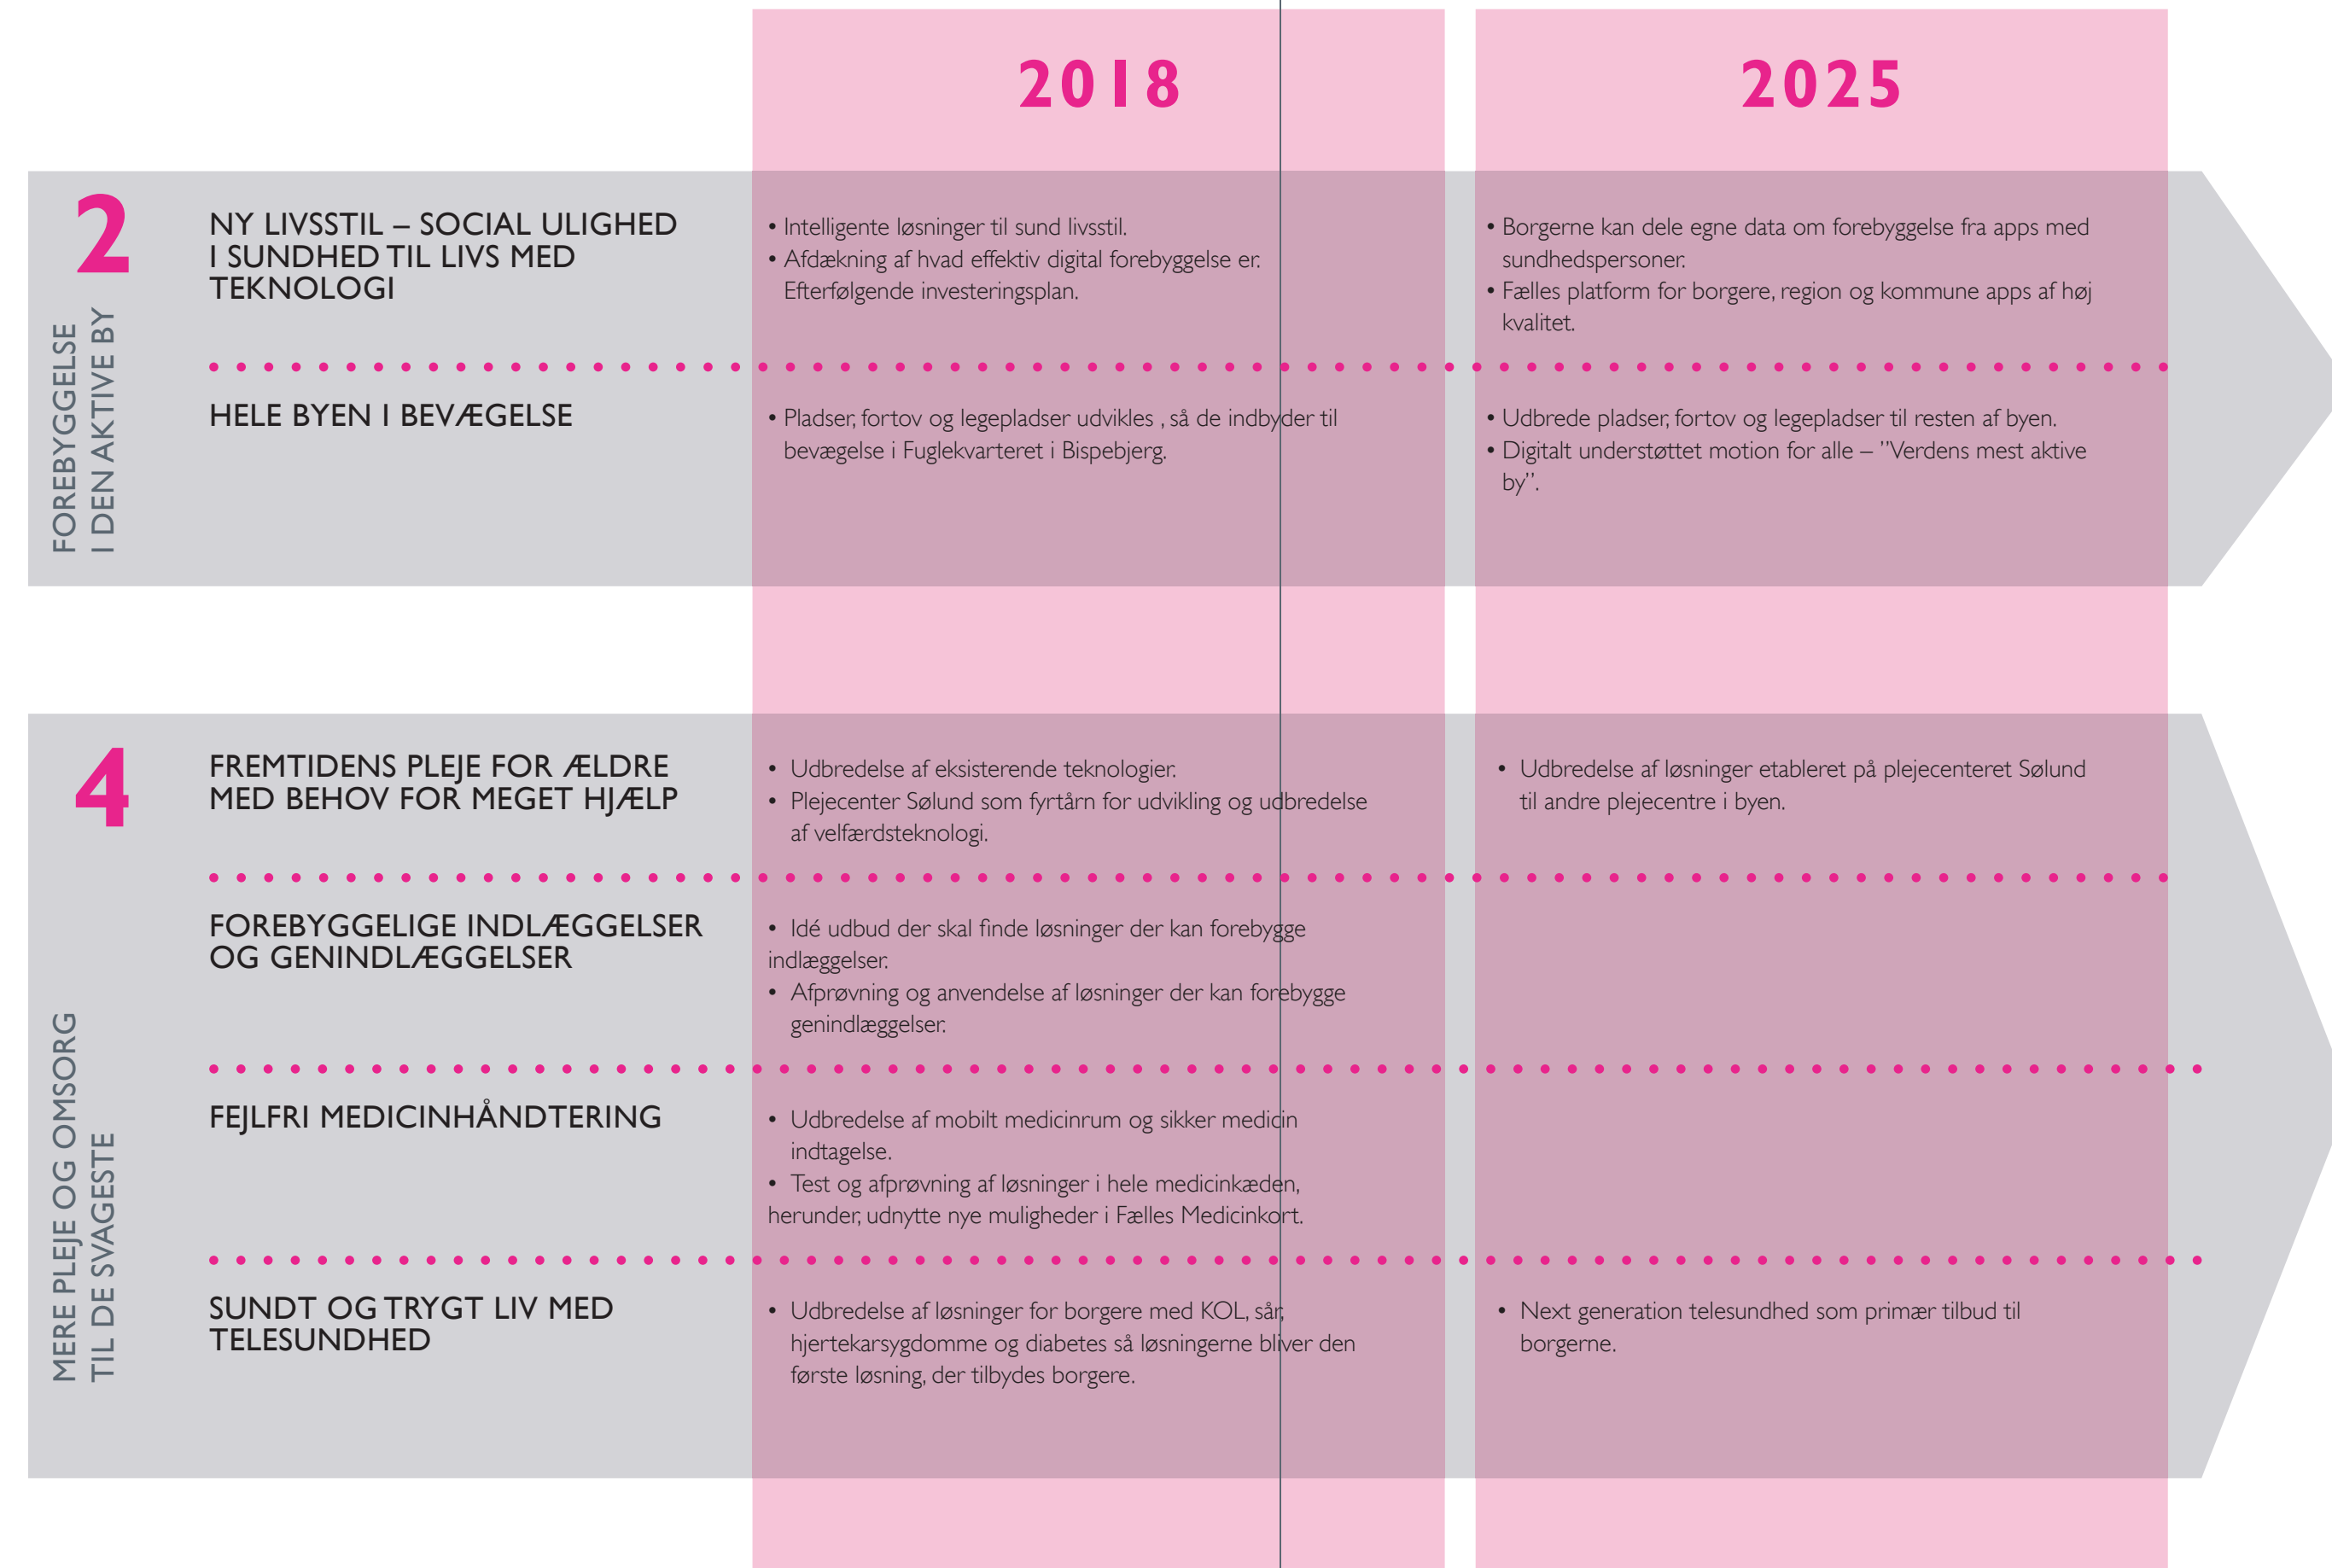 2018
2025
2
FOREBYGGELSE
I DEN AKTIVE BY
NY LIVSSTIL – SOCIAL ULIGHED
I SUNDHED TIL LIVS MED
TEKNOLOGI
• Intelligente løsninger til sund livsstil.
• Afdækning af hvad effektiv digital forebyggelse er.
Efterfølgende investeringsplan.
• Borgerne kan dele egne data om forebyggelse fra apps med
sundhedspersoner.
• Fælles platform for borgere, region og kommune apps af høj
kvalitet.
HELE BYEN I BEVÆGELSE
• Pladser, fortov og legepladser udvikles , så de indbyder til
bevægelse i Fuglekvarteret i Bispebjerg.
• Udbrede pladser, fortov og legepladser til resten af byen.
• Digitalt understøttet motion for alle – ”Verdens mest aktive
by”.
4
MERE PLEJE OG OMSORG
TIL DE SVAGESTE
FREMTIDENS PLEJE FOR ÆLDRE
MED BEHOV FOR MEGET HJÆLP
• Udbredelse af eksisterende teknologier.
• Plejecenter Sølund som fyrtårn for udvikling og udbredelse
af velfærdsteknologi.
• Udbredelse af løsninger etableret på plejecenteret Sølund
til andre plejecentre i byen.
FOREBYGGELIGE INDLÆGGELSER
OG GENINDLÆGGELSER
• Idé udbud der skal finde løsninger der kan forebygge
indlæggelser.
• Afprøvning og anvendelse af løsninger der kan forebygge
genindlæggelser.
FEJLFRI MEDICINHÅNDTERING
• Udbredelse af mobilt medicinrum og sikker medicin
indtagelse.
• Test og afprøvning af løsninger i hele medicinkæden,
herunder, udnytte nye muligheder i Fælles Medicinkort.
SUNDT OG TRYGT LIV MED
TELESUNDHED
• Udbredelse af løsninger for borgere med KOL, sår,
hjertekarsygdomme og diabetes så løsningerne bliver den
første løsning, der tilbydes borgere.
• Next generation telesundhed som primær tilbud til
borgerne.